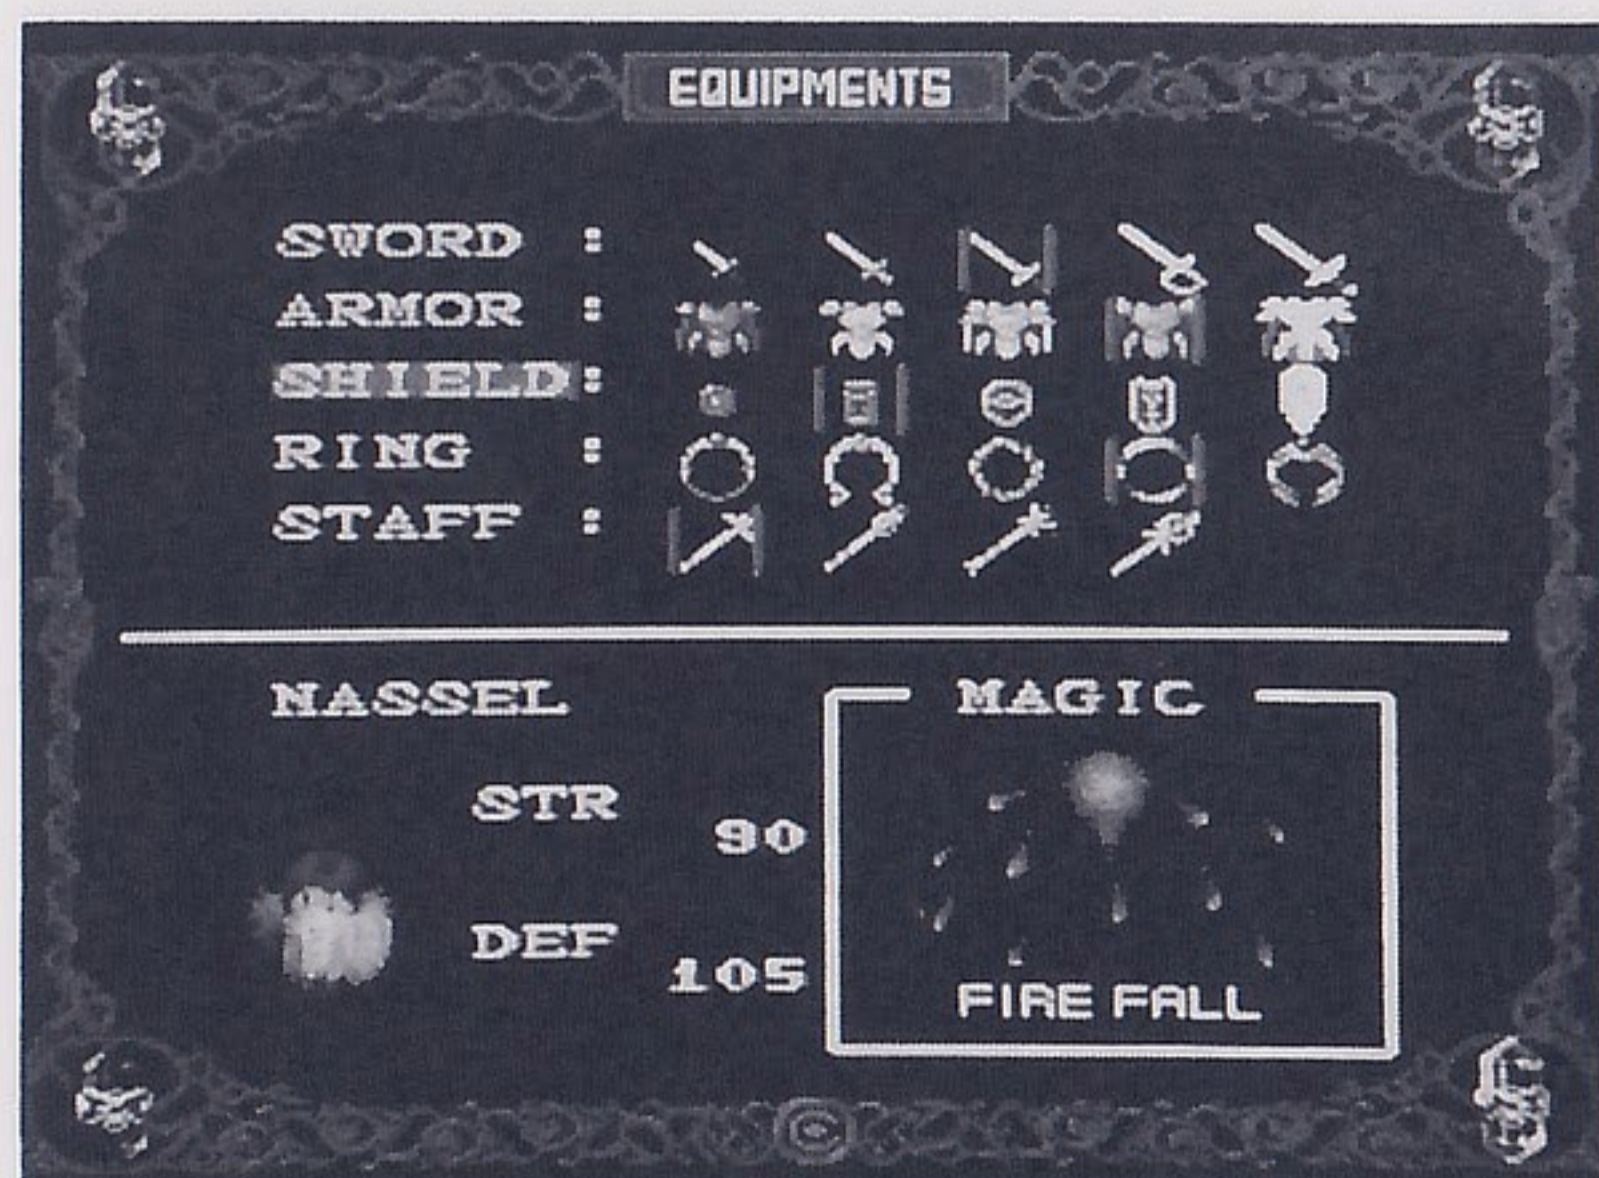 EQUIPMENTS
SWORD :
ARMOR :
SHIELD :
RING :
STAFF :
NASSEL
STR
90
DEF
105
MAGIC
FIRE FALL